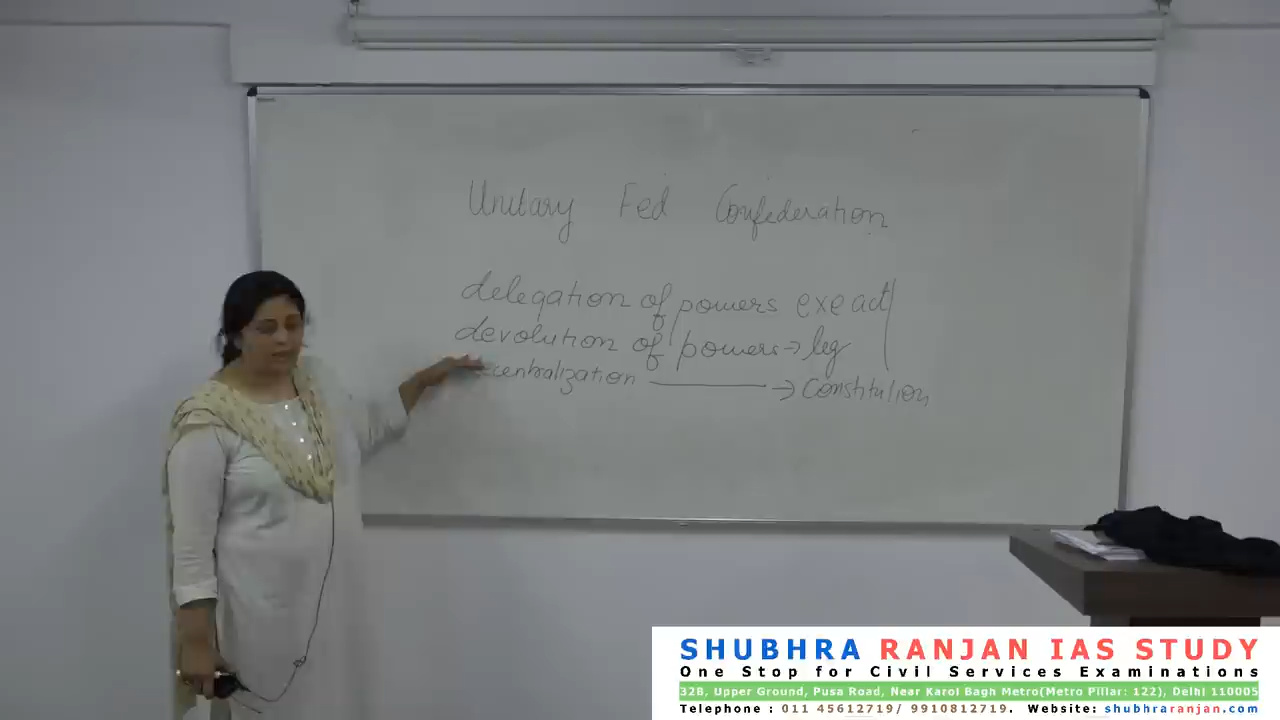 Unitary Fed Confederation
delegation of powers exe act
devolution of powers → leg
centralization → Constitution
SHUBHRA RANJAN IAS STUDY
One Stop for Civil Services Examinations
32B, Upper Ground, Pusa Road, Near Karol Bagh Metro(Metro Pillar: 122), Delhi 110005
Telephone : 011 45612719/ 9910812719. Website: shubhraranjan.com